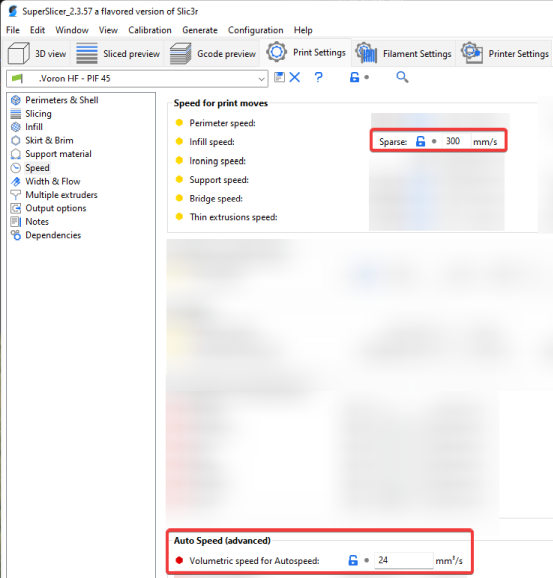 SuperSlicer_2.3.57 a flavored version of Slic3r
File Edit Window View Calibration Generate Configuration Help
3D view Sliced preview Gcode preview Print Settings Filament Settings Printer Settings
.Voron HF - PIF 45 ?
Perimeters & Shell
Slicing
Infill
Skirt & Brim
Support material
Speed
Width & Flow
Multiple extruders
Output options
Notes
Dependencies
Speed for print moves
Perimeter speed:
Infill speed: Sparse: 300 mm/s
Ironing speed:
Support speed:
Bridge speed:
Thin extrusions speed:
Auto Speed (advanced)
Volumetric speed for Autospeed: 24 mm³/s